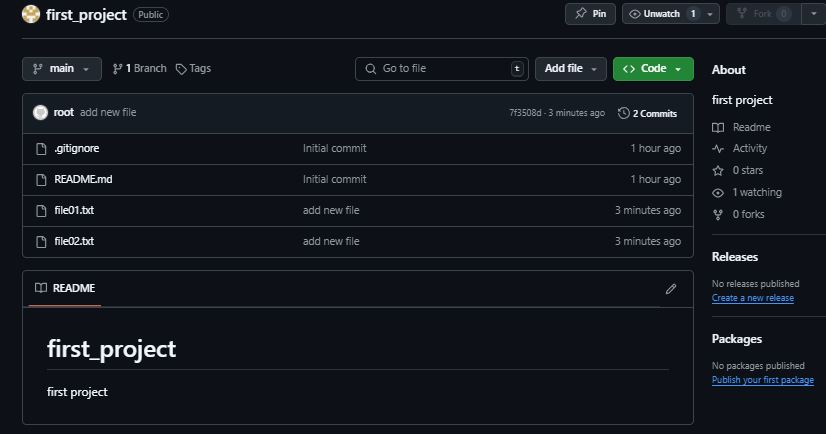 first_project Public Pin Unwatch 1 Fork 0
main 1 Branch Tags Go to file t Add file Code
root add new file 7f3508d · 3 minutes ago 2 Commits
.gitignore Initial commit 1 hour ago
README.md Initial commit 1 hour ago
file01.txt add new file 3 minutes ago
file02.txt add new file 3 minutes ago
README
first_project
first project
About
first project
Readme
Activity
0 stars
1 watching
0 forks
Releases
No releases published
Create a new release
Packages
No packages published
Publish your first package